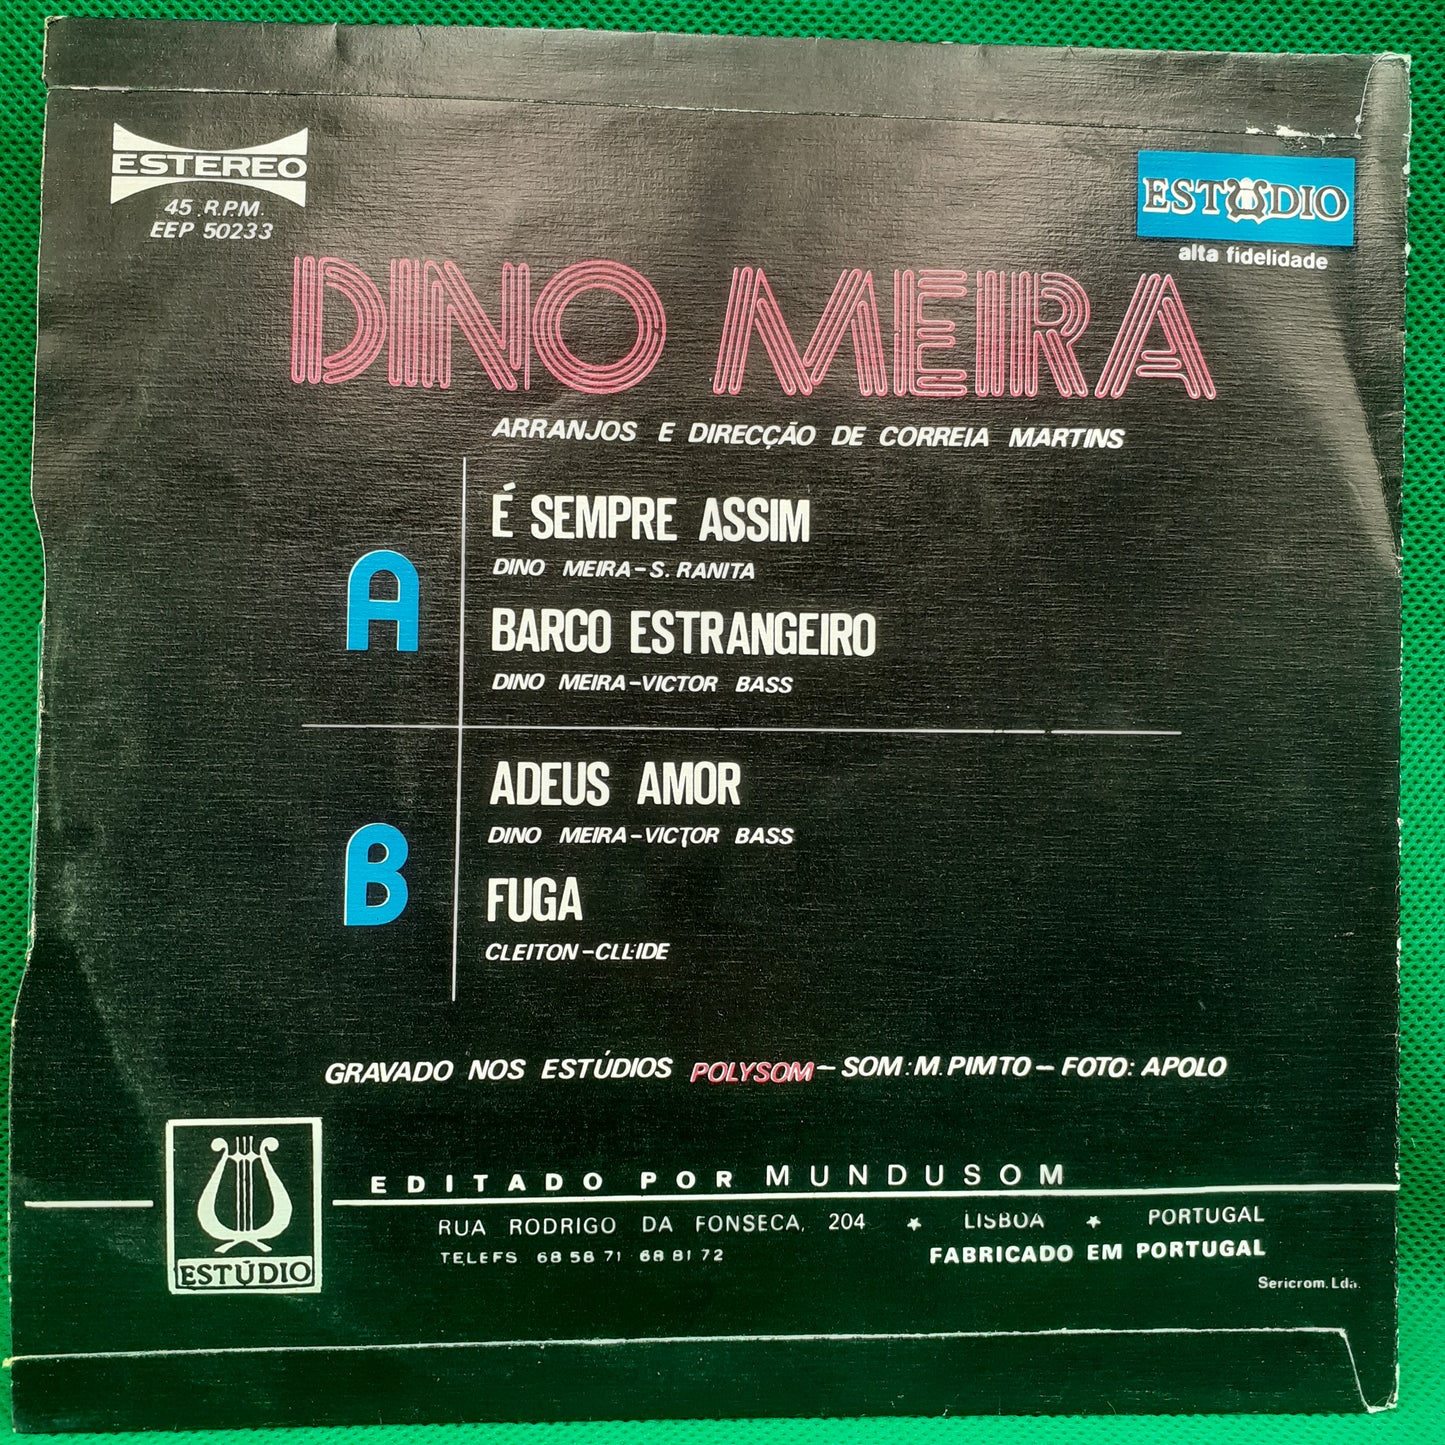 ESTEREO
45 .R.P.M.
EEP 50233
ESTÚDIO
alta fidelidade
DINO MEIRA
ARRANJOS E DIRECÇÃO DE CORREIA MARTINS
A
É SEMPRE ASSIM
DINO MEIRA-S. RANITA
BARCO ESTRANGEIRO
DINO MEIRA-VICTOR BASS
B
ADEUS AMOR
DINO MEIRA-VICTOR BASS
FUGA
CLEITON-CLEIDE
GRAVADO NOS ESTÚDIOS POLYSOM - SOM: M. PIMTO - FOTO: APOLO
ESTÚDIO
EDITADO POR MUNDUSOM
RUA RODRIGO DA FONSECA, 204 ★ LISBOA ★ PORTUGAL
TELEFS 68 58 71 68 81 72 FABRICADO EM PORTUGAL
Sericrom. Lda.